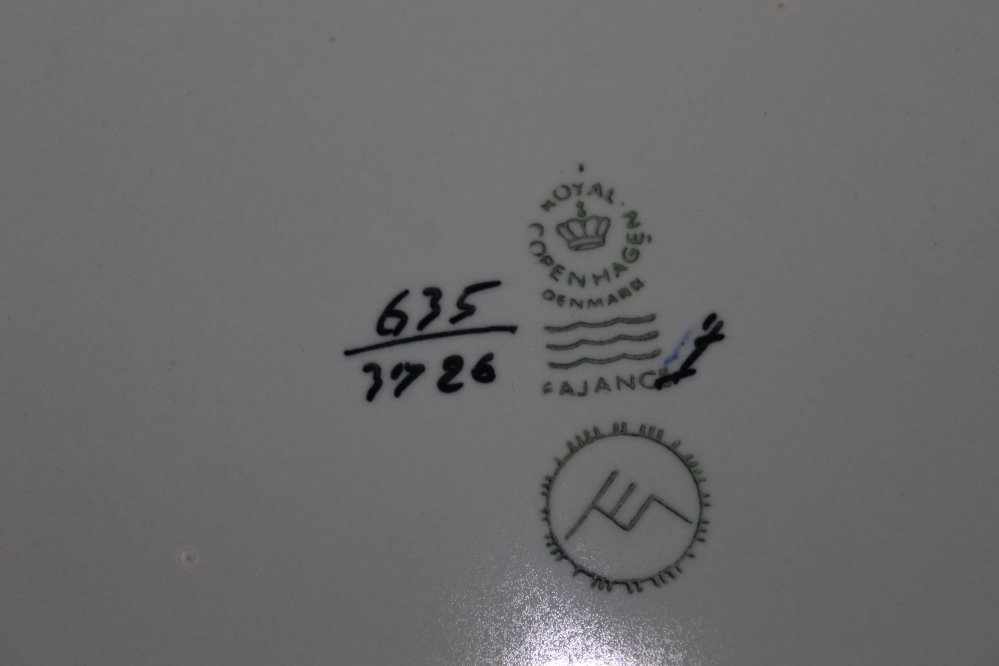 ROYAL COPENHAGEN
DENMARK
635
3726
FAJANCE